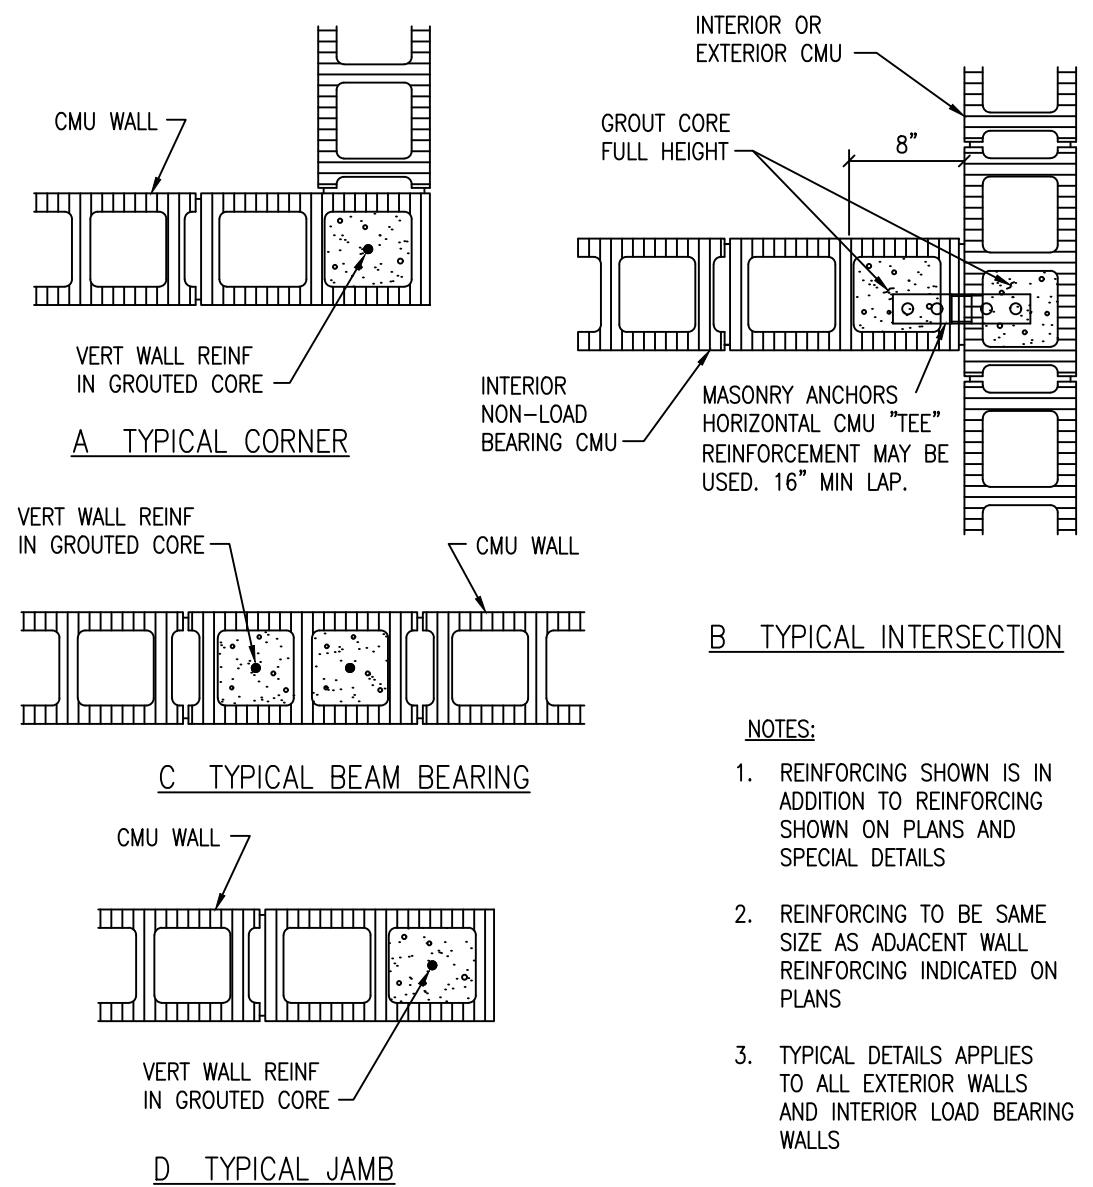 CMU WALL
VERT WALL REINF
IN GROUTED CORE
A TYPICAL CORNER
INTERIOR OR
EXTERIOR CMU
GROUT CORE
FULL HEIGHT
8"
INTERIOR
NON-LOAD
BEARING CMU
MASONRY ANCHORS
HORIZONTAL CMU "TEE"
REINFORCEMENT MAY BE
USED. 16" MIN LAP.
B TYPICAL INTERSECTION
VERT WALL REINF
IN GROUTED CORE
CMU WALL
C TYPICAL BEAM BEARING
CMU WALL
VERT WALL REINF
IN GROUTED CORE
D TYPICAL JAMB
NOTES:
1. REINFORCING SHOWN IS IN
ADDITION TO REINFORCING
SHOWN ON PLANS AND
SPECIAL DETAILS
2. REINFORCING TO BE SAME
SIZE AS ADJACENT WALL
REINFORCING INDICATED ON
PLANS
3. TYPICAL DETAILS APPLIES
TO ALL EXTERIOR WALLS
AND INTERIOR LOAD BEARING
WALLS